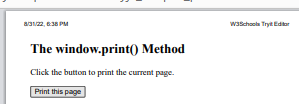 8/31/22, 6:38 PM W3Schools Tryit Editor
The window.print() Method
Click the button to print the current page.
Print this page